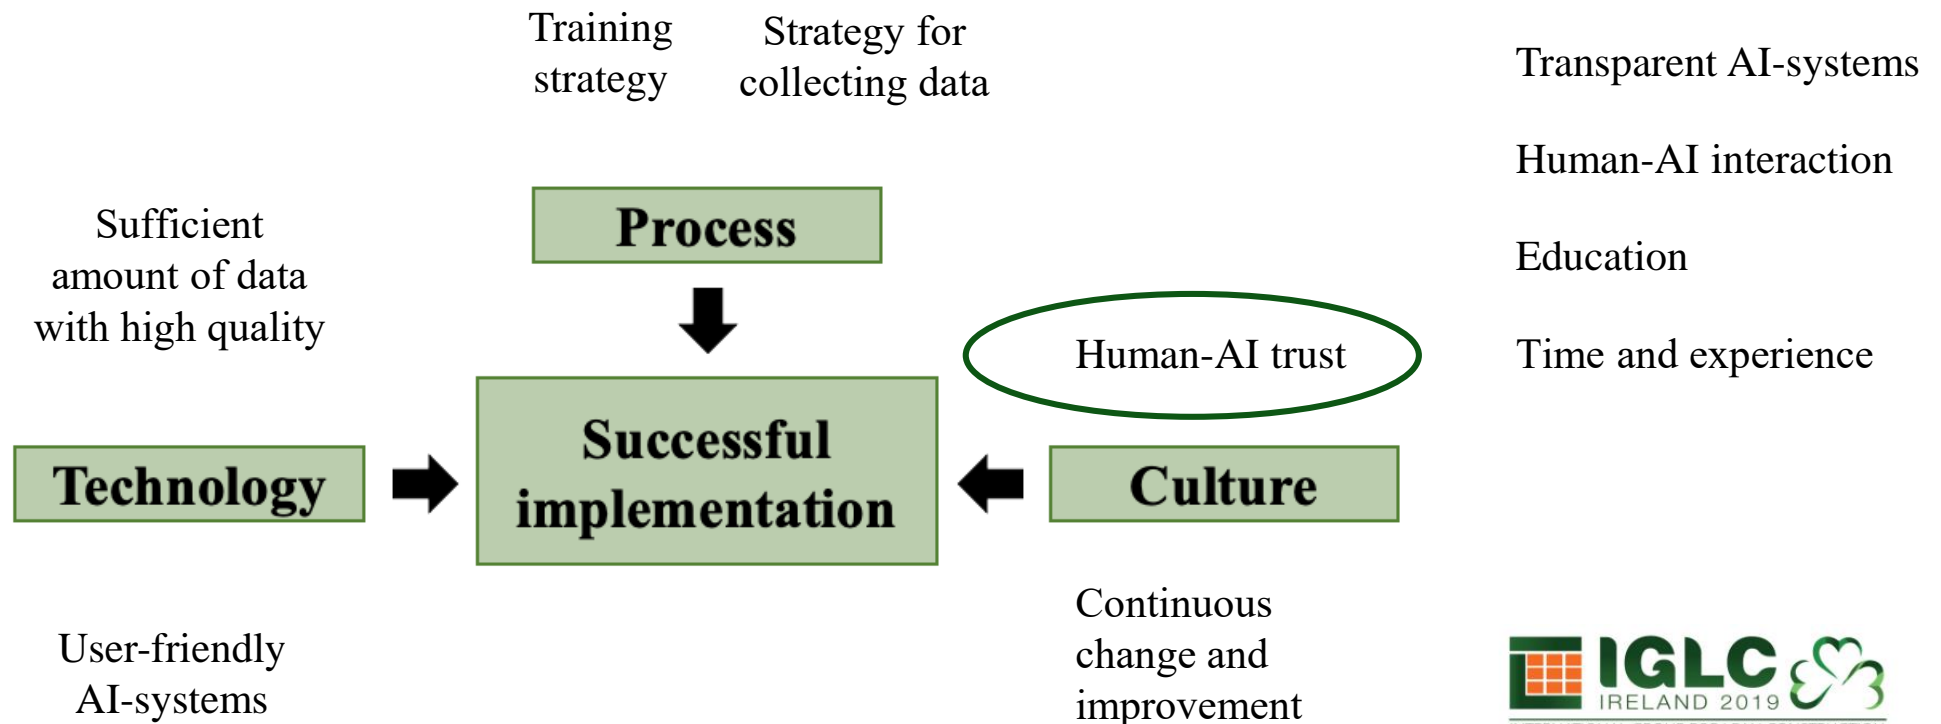 Training
strategy
Strategy for
collecting data
Transparent AI-systems
Human-AI interaction
Education
Time and experience
Sufficient
amount of data
with high quality
Process
Human-AI trust
Technology
Successful
implementation
Culture
User-friendly
AI-systems
Continuous
change and
improvement
IGLC
IRELAND 2019